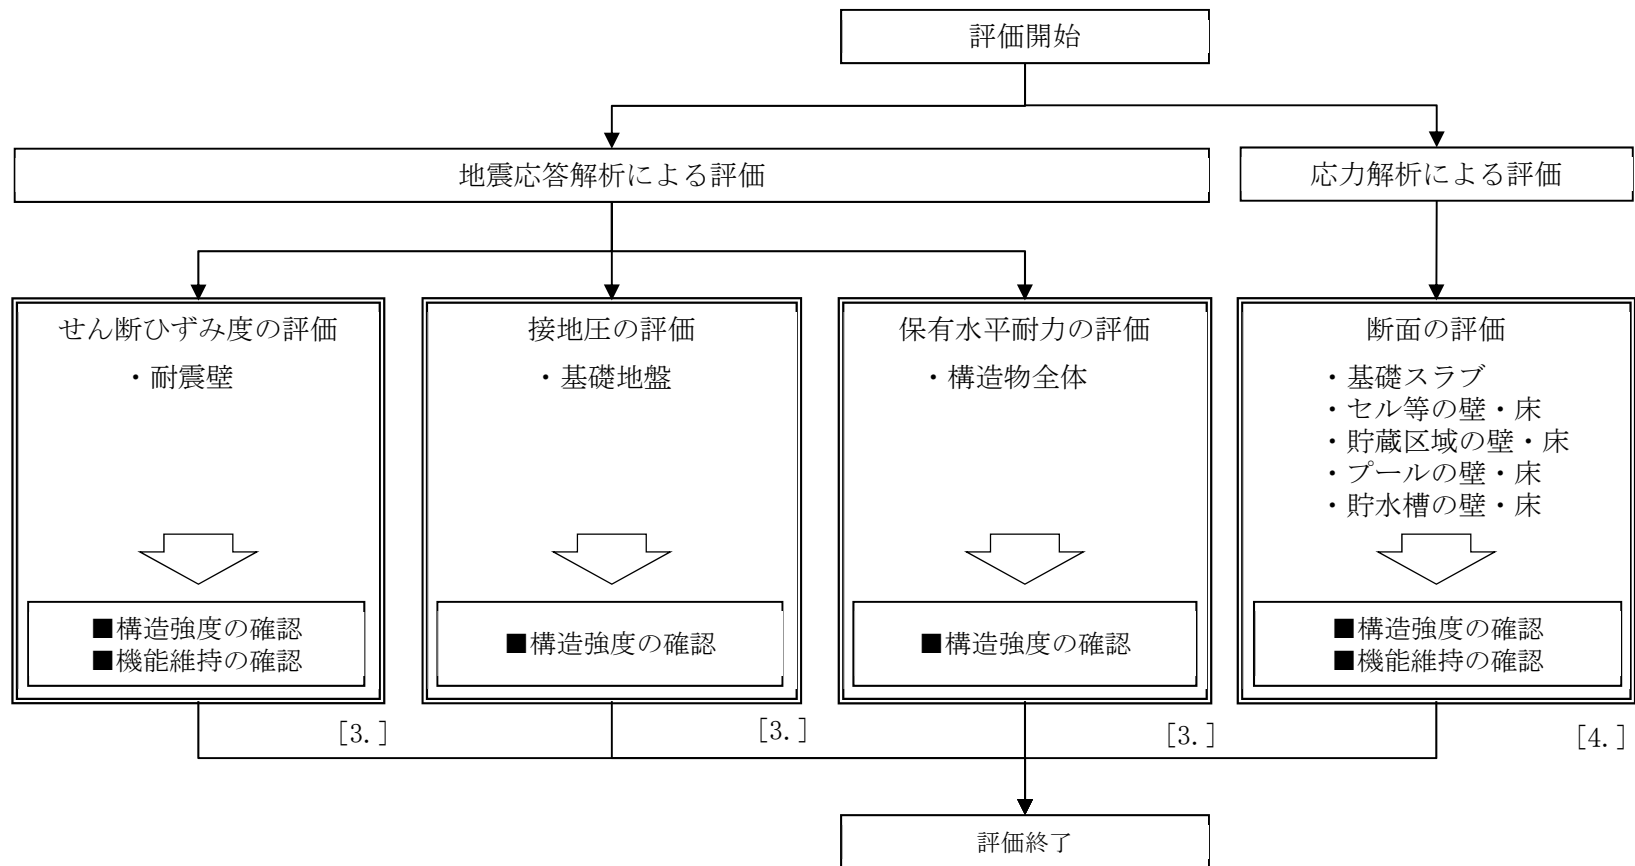 評価開始
地震応答解析による評価
応力解析による評価
せん断ひずみ度の評価
・耐震壁
■構造強度の確認
■機能維持の確認
[3.]
接地圧の評価
・基礎地盤
■構造強度の確認
[3.]
保有水平耐力の評価
・構造物全体
■構造強度の確認
[3.]
断面の評価
・基礎スラブ
・セル等の壁・床
・貯蔵区域の壁・床
・プールの壁・床
・貯水槽の壁・床
■構造強度の確認
■機能維持の確認
[4.]
評価終了